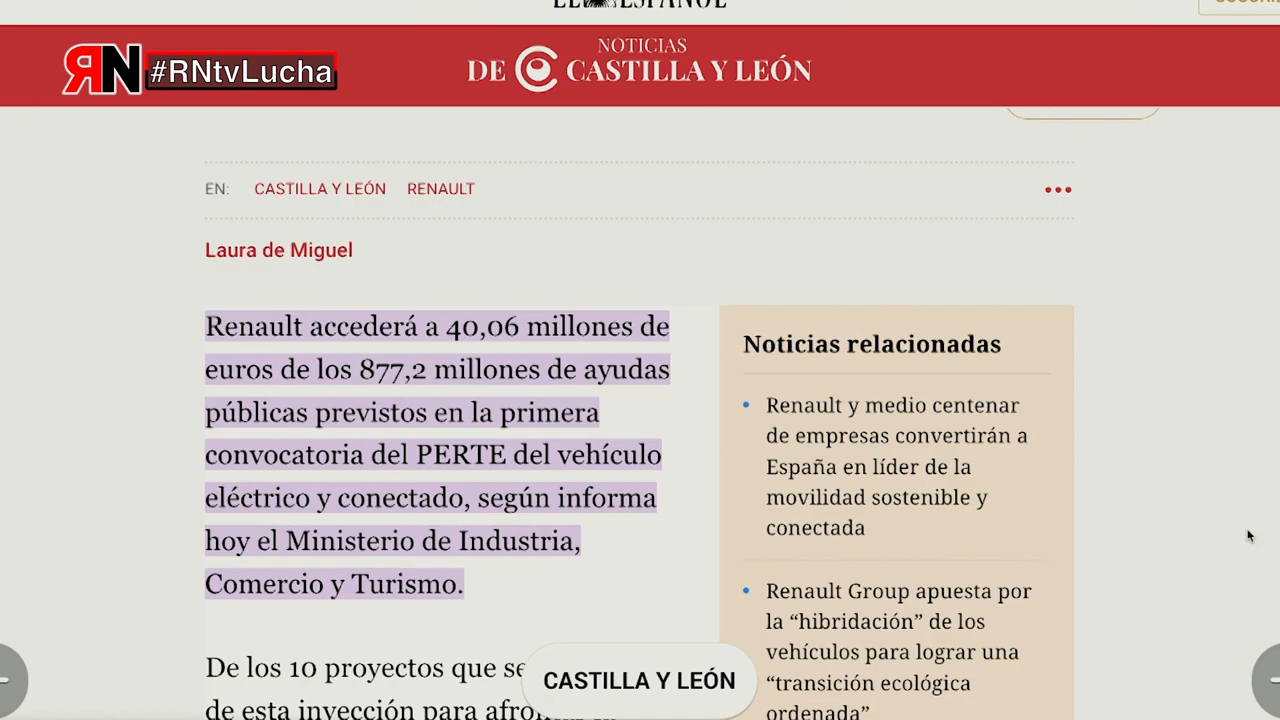 EL ESPAÑOL
RN #RNtvLucha
NOTICIAS
DE CASTILLA Y LEÓN
EN: CASTILLA Y LEÓN RENAULT
Laura de Miguel
Renault accederá a 40,06 millones de
euros de los 877,2 millones de ayudas
públicas previstos en la primera
convocatoria del PERTE del vehículo
eléctrico y conectado, según informa
hoy el Ministerio de Industria,
Comercio y Turismo.
De los 10 proyectos que se
de esta inyección para
Noticias relacionadas
Renault y medio centenar
de empresas convertirán a
España en líder de la
movilidad sostenible y
conectada
Renault Group apuesta por
la “hibridación” de los
vehículos para lograr una
“transición ecológica
ordenada”
CASTILLA Y LEÓN